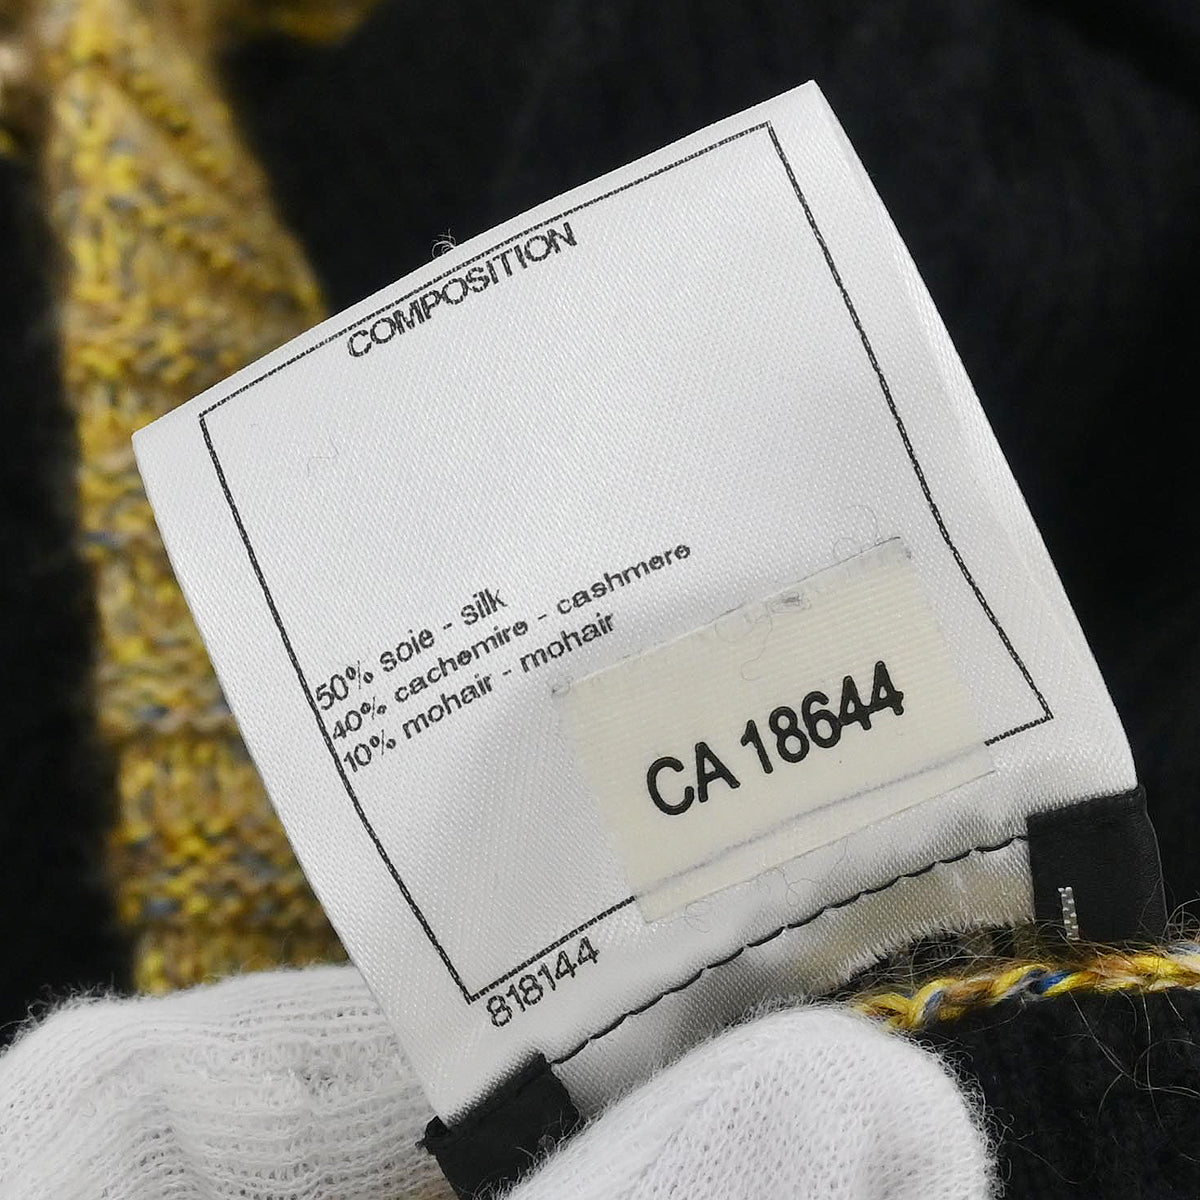 COMPOSITION
50% soie - silk
40% cachemire - cashmere
10% mohair - mohair
CA 18644
818144